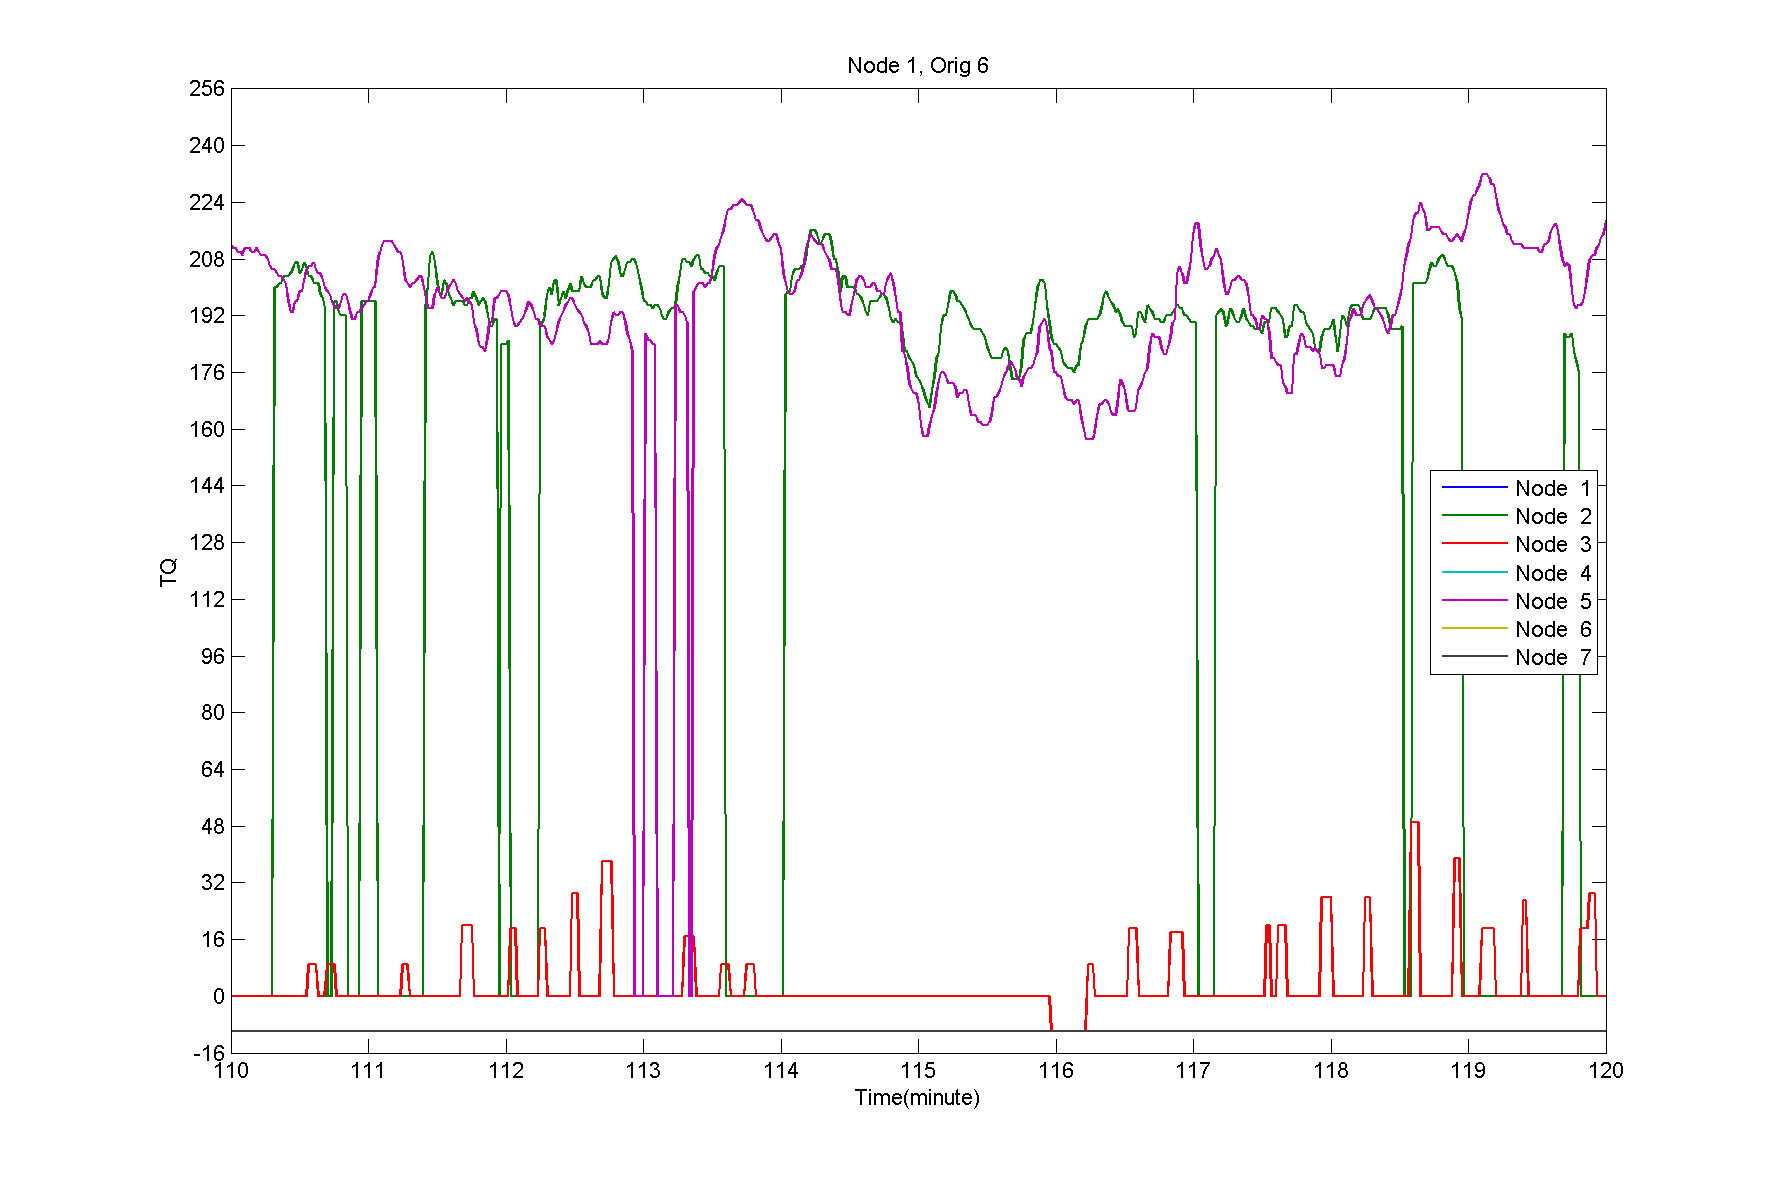 Node 1, Orig 6
256
240
224
208
192
176
160
144
128
112
96
80
64
48
32
16
0
-16
TQ
Node 1
Node 2
Node 3
Node 4
Node 5
Node 6
Node 7
110 111 112 113 114 115 116 117 118 119 120
Time(minute)